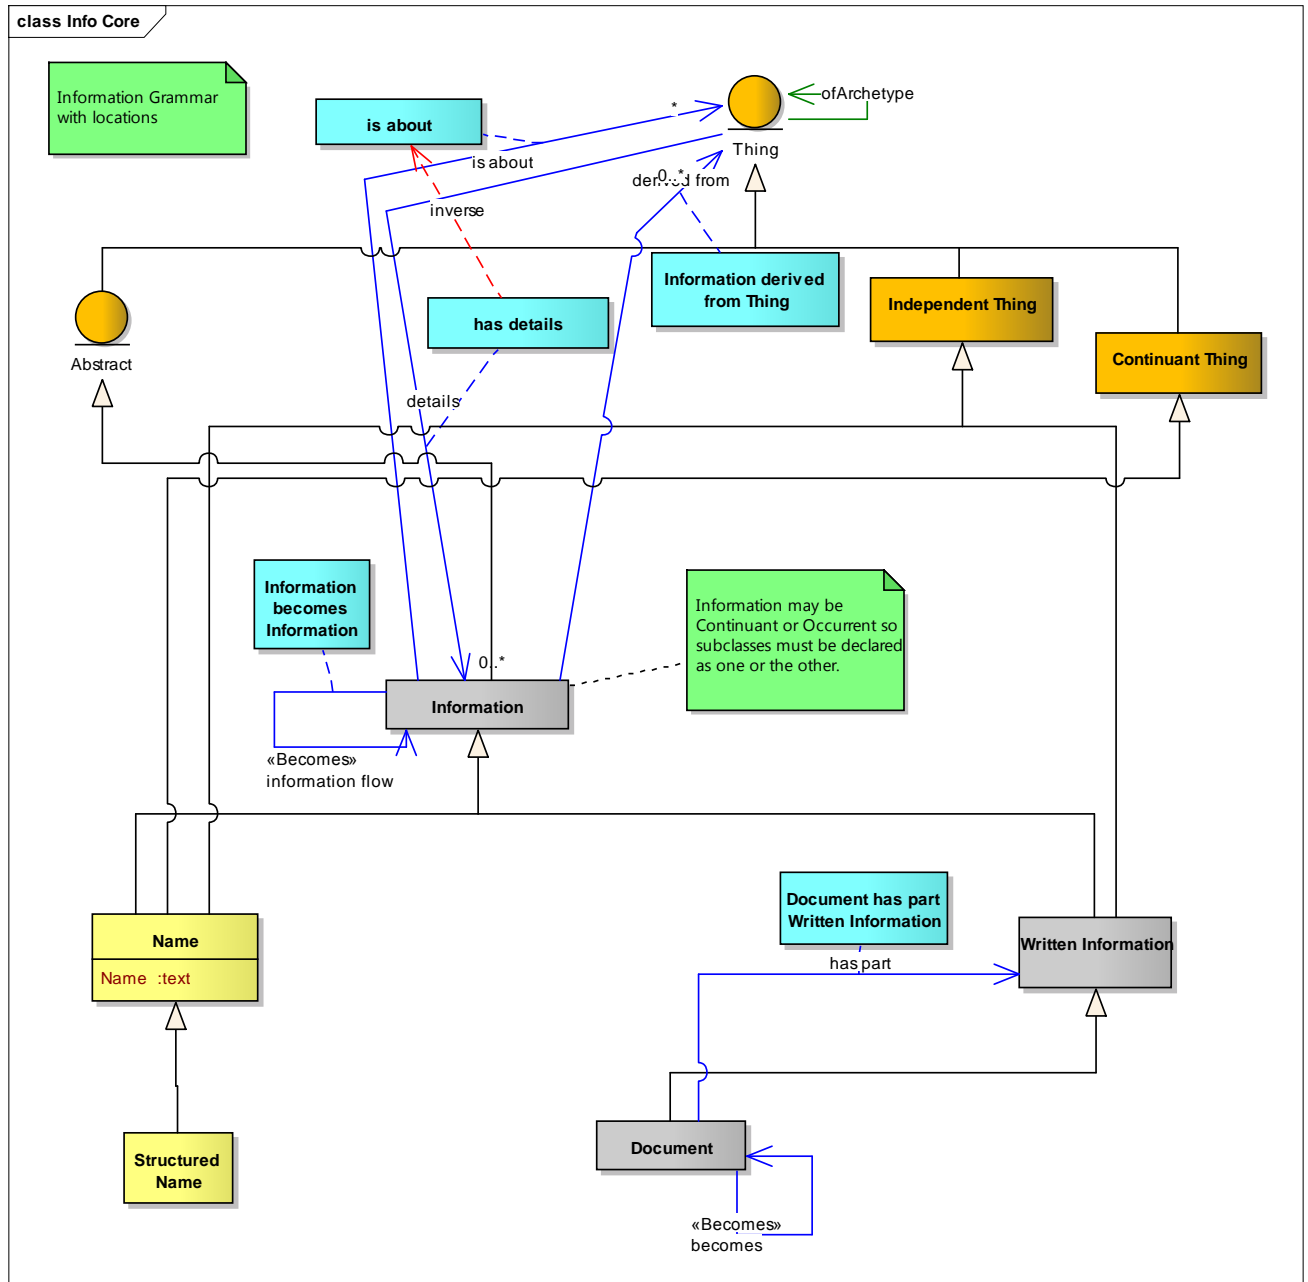 class Info Core
Information Grammar
with locations
is about
*
ofArchetype
Thing
is about
0..*
derived from
inverse
Information derived
from Thing
Independent Thing
has details
Continuant Thing
Abstract
details
Information
becomes
Information
Information may be
Continuant or Occurrent so
subclasses must be declared
as one or the other.
0..*
Information
«Becomes»
information flow
Document has part
Written Information
Name
Written Information
has part
Name :text
Document
Structured
Name
«Becomes»
becomes